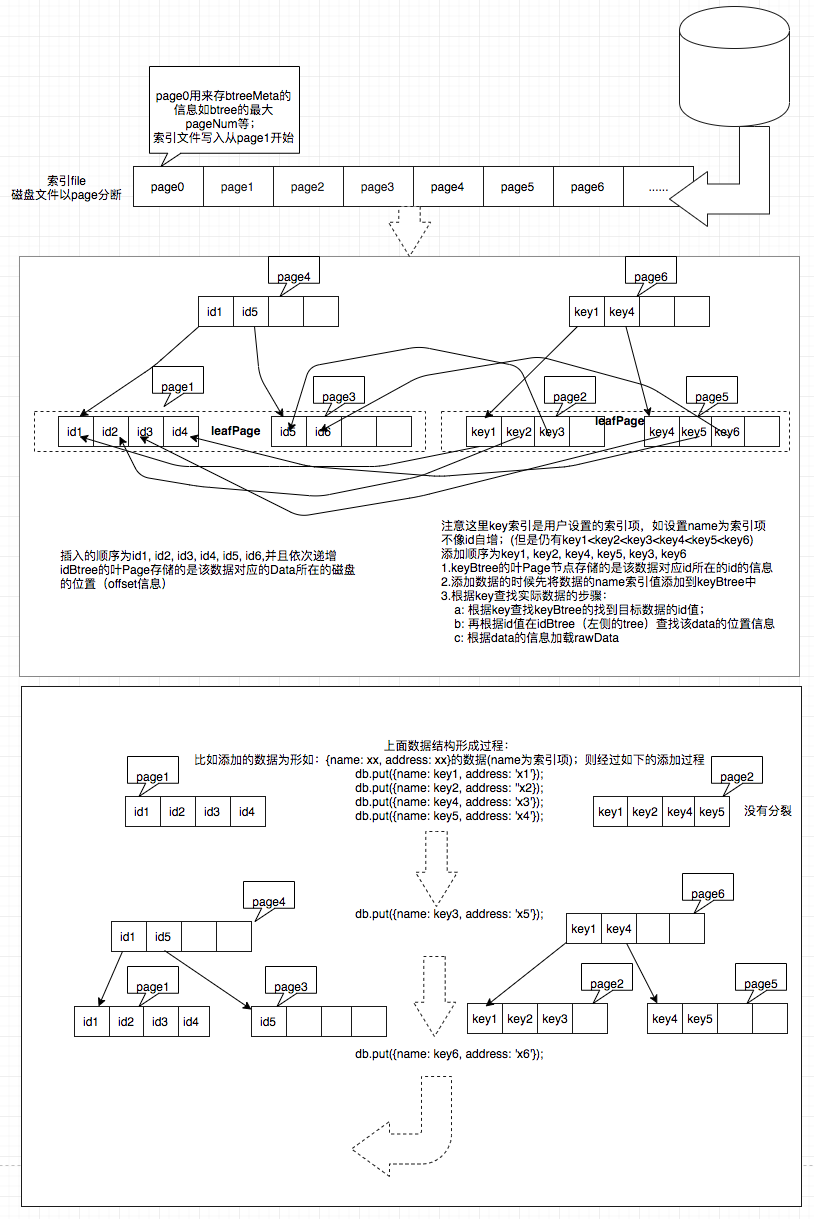 page0用来存btreeMeta的
信息如btree的最大
pageNum等；
索引文件写入从page1开始
索引file
磁盘文件以page分断
page0 page1 page2 page3 page4 page5 page6 ......
page4
page6
id1 id5
key1 key4
page1
page3
page2
page5
id1 id2 id3 id4
leafPage
id5 id6
key1 key2 key3
leafPage
key4 key5 key6
插入的顺序为id1, id2, id3, id4, id5, id6,并且依次递增
idBtree的叶Page存储的是该数据对应的Data所在的磁盘
的位置（offset信息）
注意这里key索引是用户设置的索引项，如设置name为索引项
不像id自增；(但是仍有key1<key2<key3<key4<key5<key6)
添加顺序为key1, key2, key4, key5, key3, key6
1.keyBtree的叶Page节点存储的是该数据对应id所在的id的信息
2.添加数据的时候先将数据的name索引值添加到keyBtree中
3.根据key查找实际数据的步骤：
a: 根据key查找keyBtree的找到目标数据的id值；
b: 再根据id值在idBtree（左侧的tree）查找该data的位置信息
c: 根据data的信息加载rawData
上面数据结构形成过程：
比如添加的数据为形如：{name: xx, address: xx}的数据(name为索引项)；则经过如下的添加过程
db.put({name: key1, address: 'x1'});
db.put({name: key2, address: "x2});
db.put({name: key4, address: 'x3'});
db.put({name: key5, address: 'x4'});
page1
id1 id2 id3 id4
page2
key1 key2 key4 key5
没有分裂
db.put({name: key3, address: 'x5'});
page4
id1 id5
page1
page3
id1 id2 id3 id4
id5
page6
key1 key4
page2
page5
key1 key2 key3
key4 key5
db.put({name: key6, address: 'x6'});